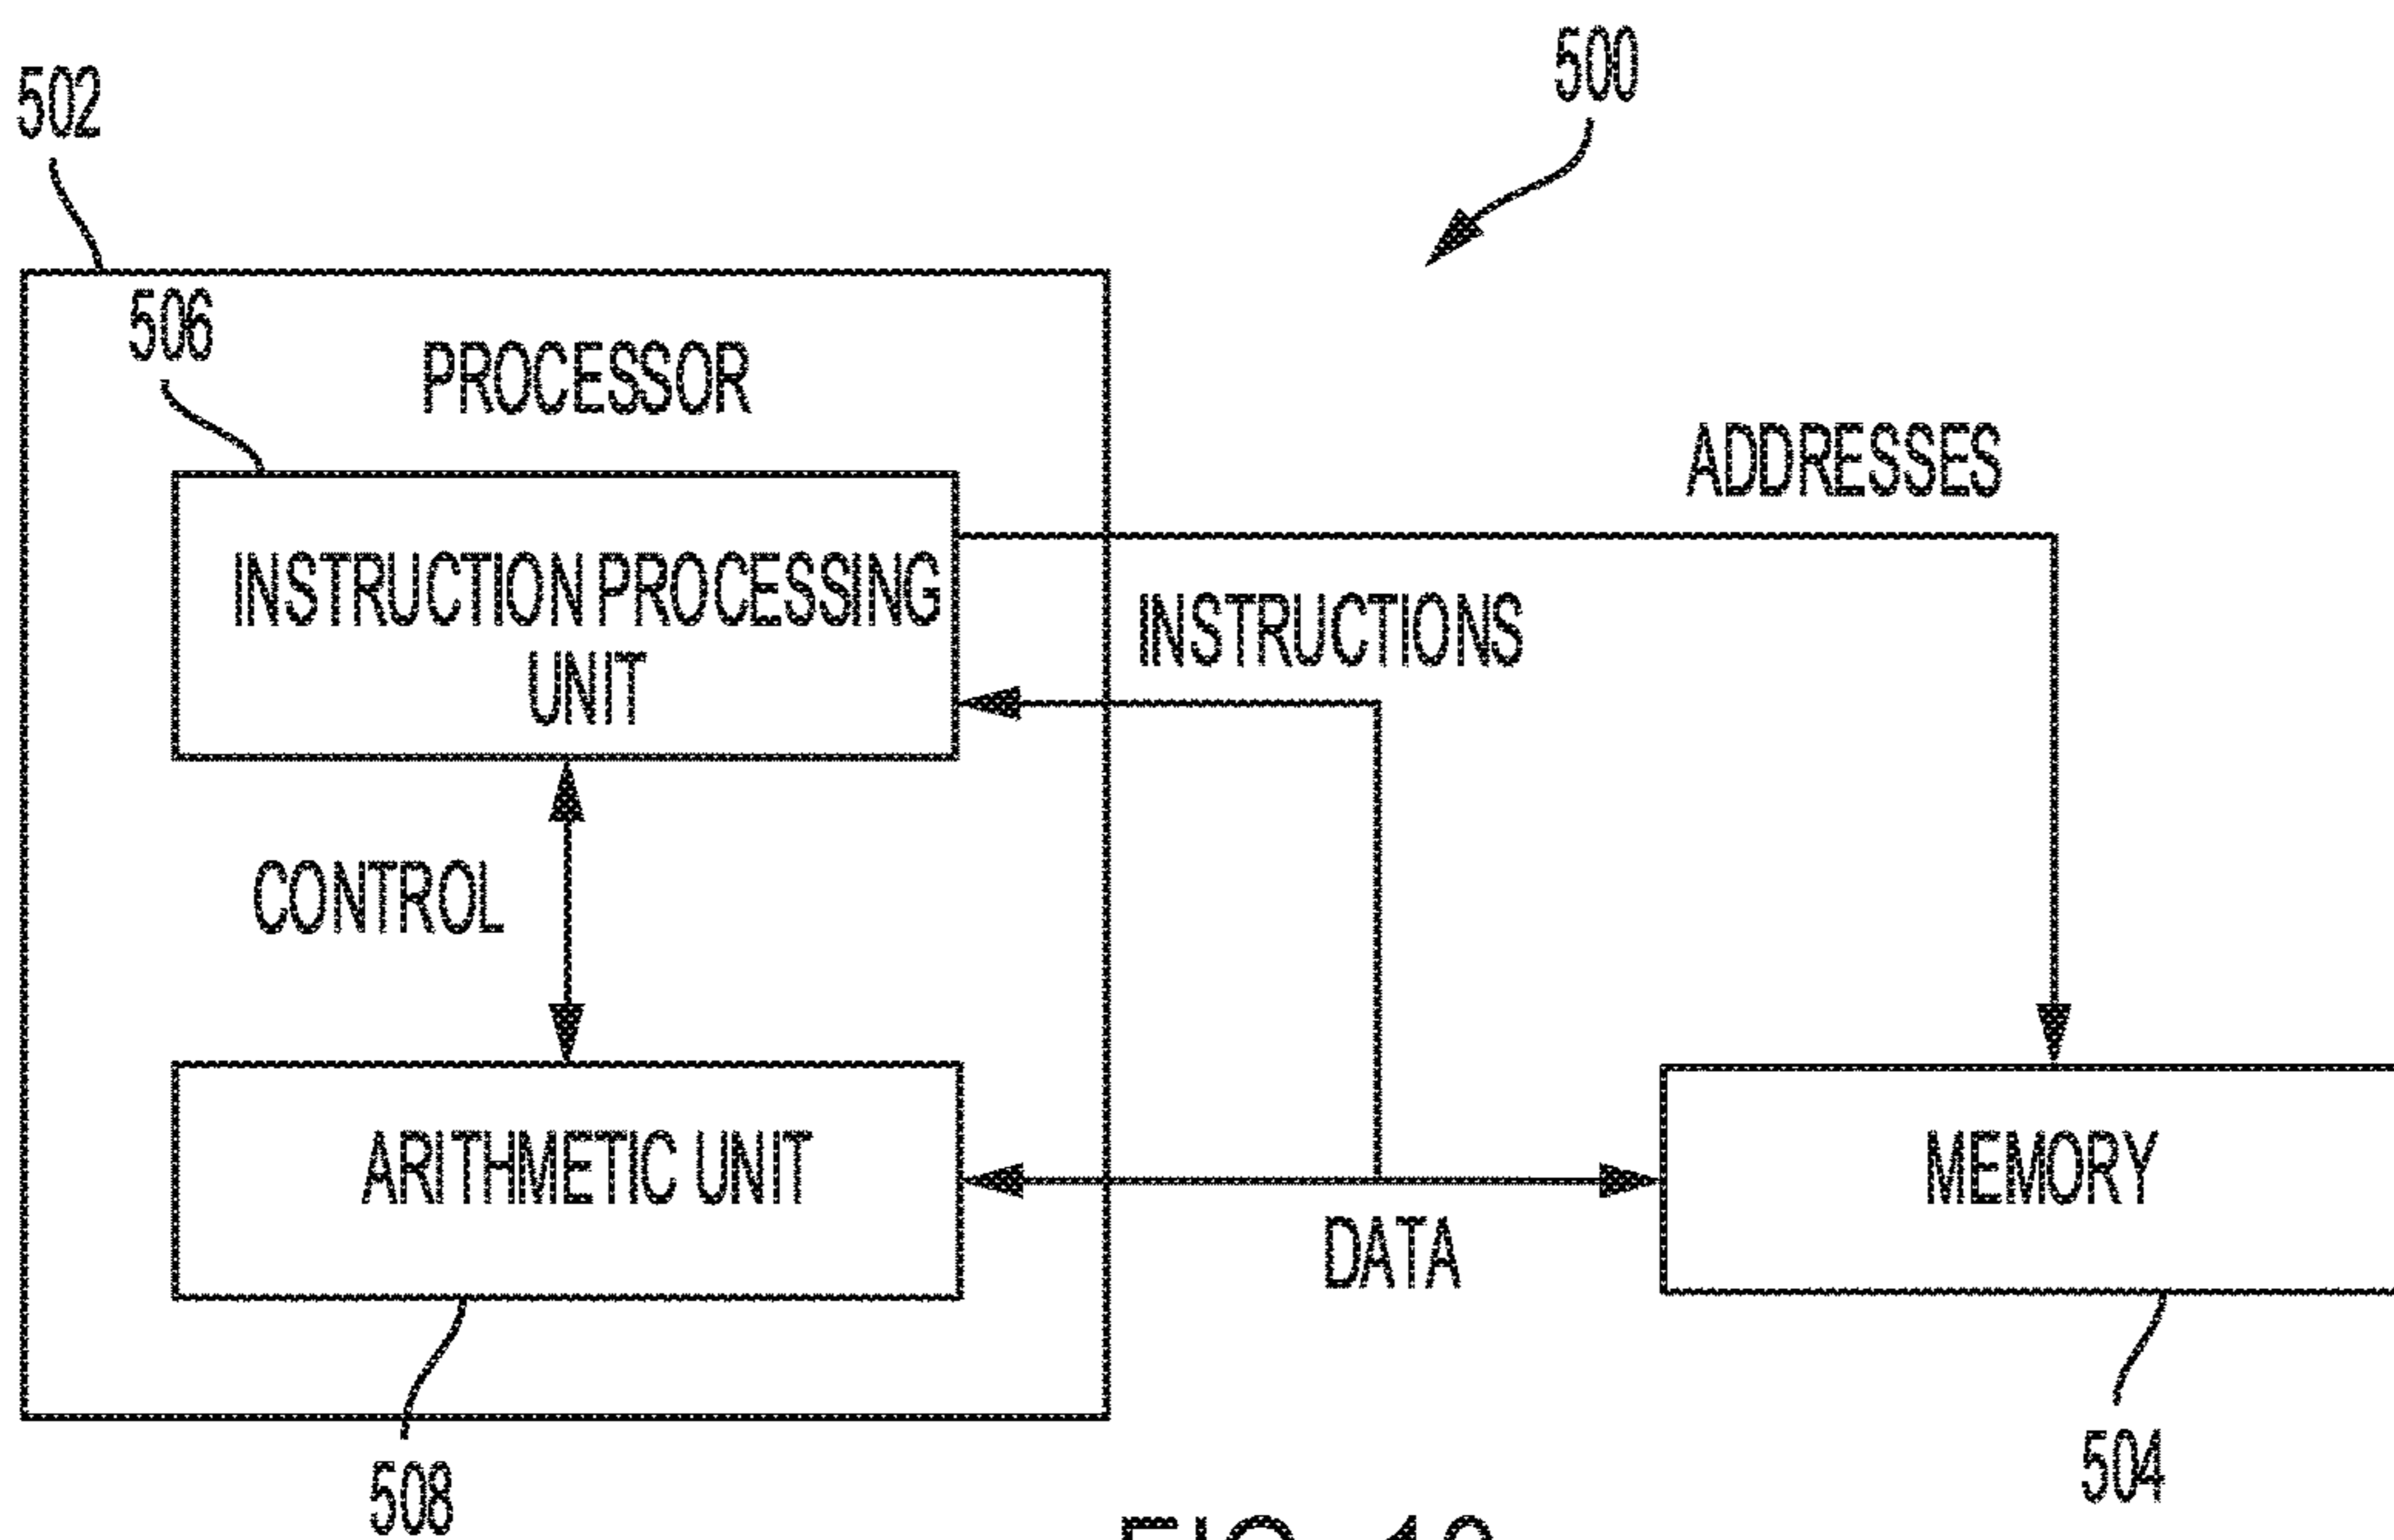 500
502
506
PROCESSOR
ADDRESSES
INSTRUCTION PROCESSING
UNIT
INSTRUCTIONS
CONTROL
ARITHMETIC UNIT
MEMORY
DATA
504
508